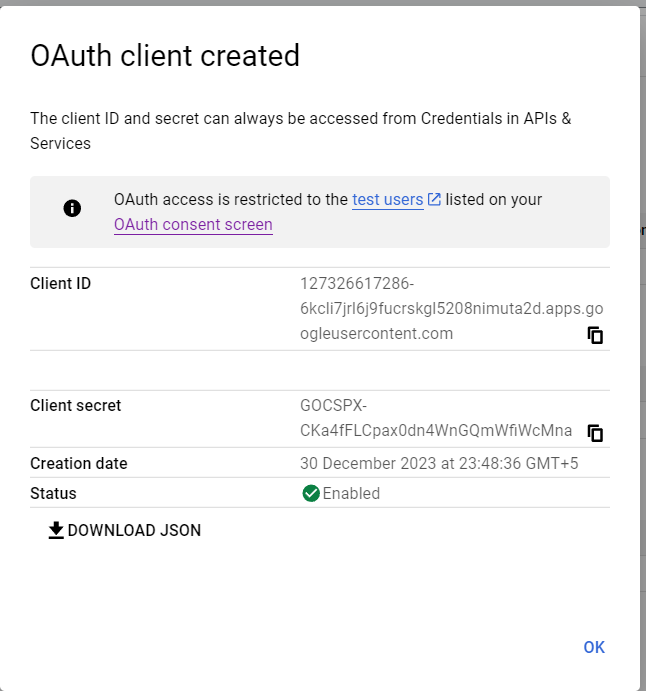 OAuth client created
The client ID and secret can always be accessed from Credentials in APIs &
Services
OAuth access is restricted to the test users listed on your
OAuth consent screen
Client ID
127326617286-
6kcli7jrl6j9fucrskgl5208nimuta2d.apps.go
ogleusercontent.com
Client secret
GOCSPX-
CKa4fFLCpax0dn4WnGQmWfiWcMna
Creation date
30 December 2023 at 23:48:36 GMT+5
Status
Enabled
DOWNLOAD JSON
OK